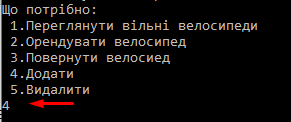 Що потрібно:
1.Переглянути вільні велосипеди
2.Орендувати велосипед
3.Повернути велосиед
4.Додати
5.Видалити
4